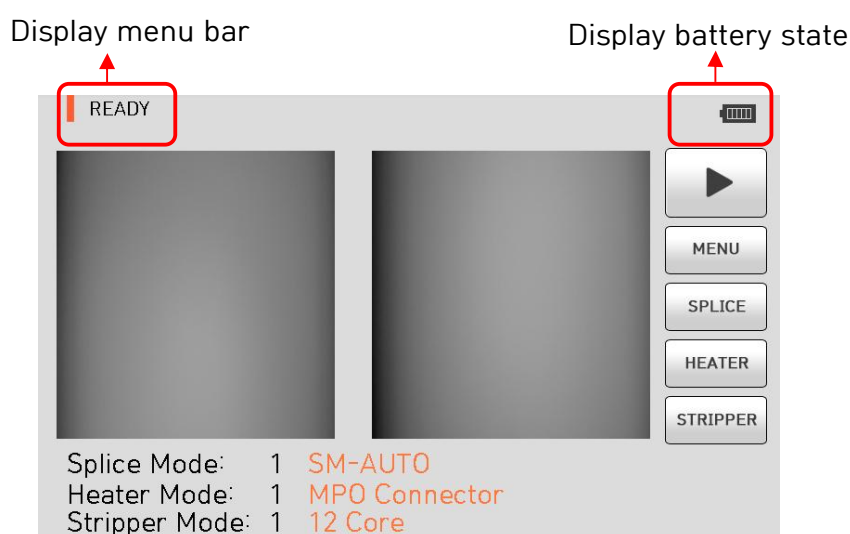 Display menu bar
Display battery state
READY
MENU
SPLICE
HEATER
STRIPPER
Splice Mode: 1 SM-AUTO
Heater Mode: 1 MPO Connector
Stripper Mode: 1 12 Core